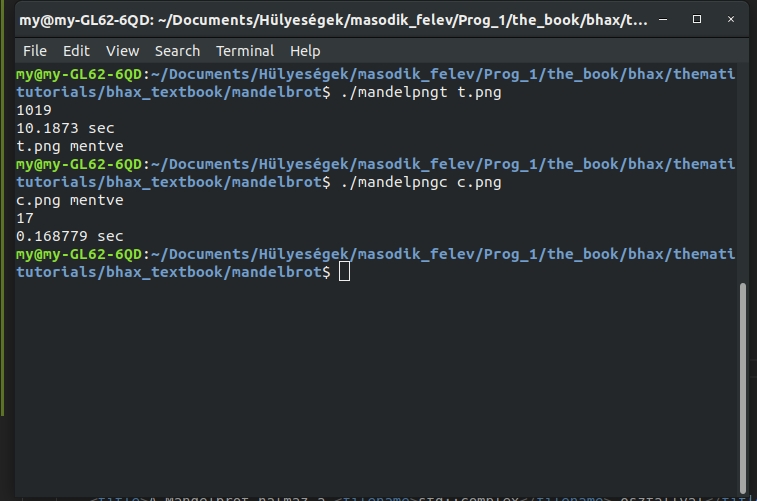 my@my-GL62-6QD: ~/Documents/Hülyeségek/masodik_felev/Prog_1/the_book/bhax/t...
File Edit View Search Terminal Help
my@my-GL62-6QD:~/Documents/Hülyeségek/masodik_felev/Prog_1/the_book/bhax/themati
tutorials/bhax_textbook/mandelbrot$ ./mandelpngt t.png
1019
10.1873 sec
t.png mentve
my@my-GL62-6QD:~/Documents/Hülyeségek/masodik_felev/Prog_1/the_book/bhax/themati
tutorials/bhax_textbook/mandelbrot$ ./mandelpngc c.png
c.png mentve
17
0.168779 sec
my@my-GL62-6QD:~/Documents/Hülyeségek/masodik_felev/Prog_1/the_book/bhax/themati
tutorials/bhax_textbook/mandelbrot$